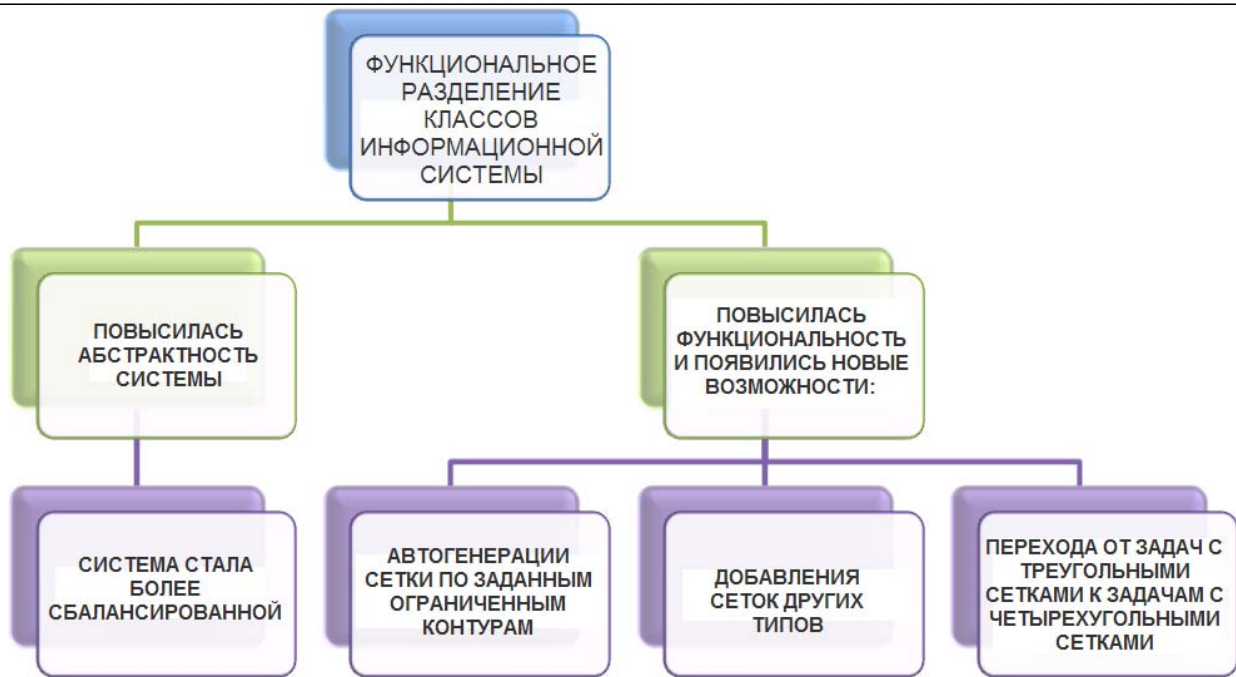 ФУНКЦИОНАЛЬНОЕ
РАЗДЕЛЕНИЕ
КЛАССОВ
ИНФОРМАЦИОННОЙ
СИСТЕМЫ
ПОВЫСИЛАСЬ
АБСТРАКТНОСТЬ
СИСТЕМЫ
ПОВЫСИЛАСЬ
ФУНКЦИОНАЛЬНОСТЬ
И ПОЯВИЛИСЬ НОВЫЕ
ВОЗМОЖНОСТИ:
СИСТЕМА СТАЛА
БОЛЕЕ
СБАЛАНСИРОВАННОЙ
АВТОГЕНЕРАЦИИ
СЕТКИ ПО ЗАДАННЫМ
ОГРАНИЧЕННЫМ
КОНТУРАМ
ДОБАВЛЕНИЯ
СЕТОК ДРУГИХ
ТИПОВ
ПЕРЕХОДА ОТ ЗАДАЧ С
ТРЕУГОЛЬНЫМИ
СЕТКАМИ К ЗАДАЧАМ С
ЧЕТЫРЕХУГОЛЬНЫМИ
СЕТКАМИ